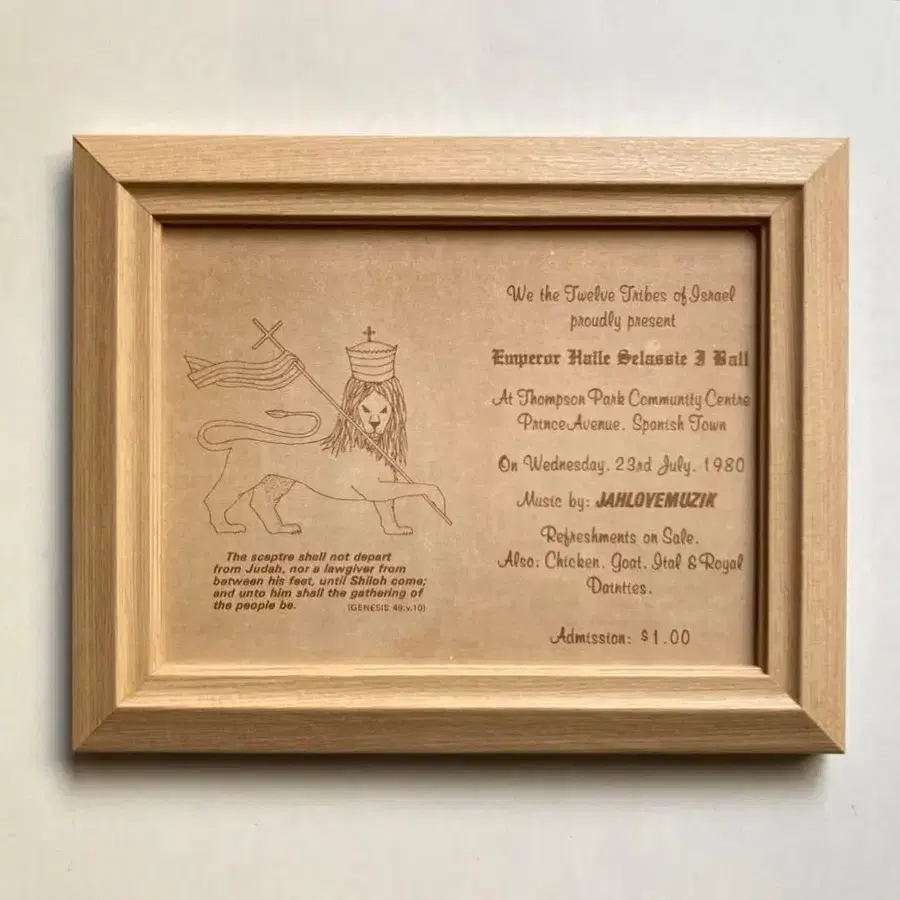 The sceptre shall not depart
from Judah, nor a lawgiver from
between his feet, until Shiloh come;
and unto him shall the gathering of
the people be. (GENESIS 49:v.10)
We the Twelve Tribes of Israel
proudly present
Emperor Haile Selassie I Ball
At Thompson Park Community Centre
Prince Avenue. Spanish Town
On Wednesday. 23rd July. 1980
Music by: JAHLOVEMUZIK
Refreshments on Sale.
Also: Chicken. Goat. Ital & Royal
Dainties.
Admission: $1.00